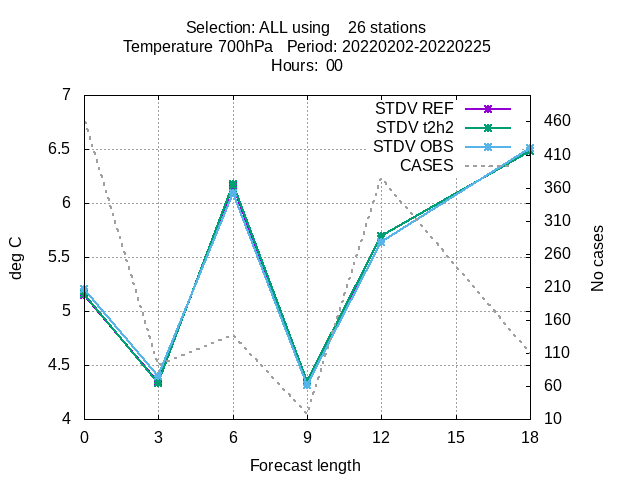 Selection: ALL using    26 stations
Temperature 700hPa   Period: 20220202-20220225
Hours:  00
STDV REF
STDV t2h2
STDV OBS
CASES
7
6.5
6
5.5
5
4.5
4
deg C
460
410
360
310
260
210
160
110
60
10
No cases
0 3 6 9 12 15 18
Forecast length